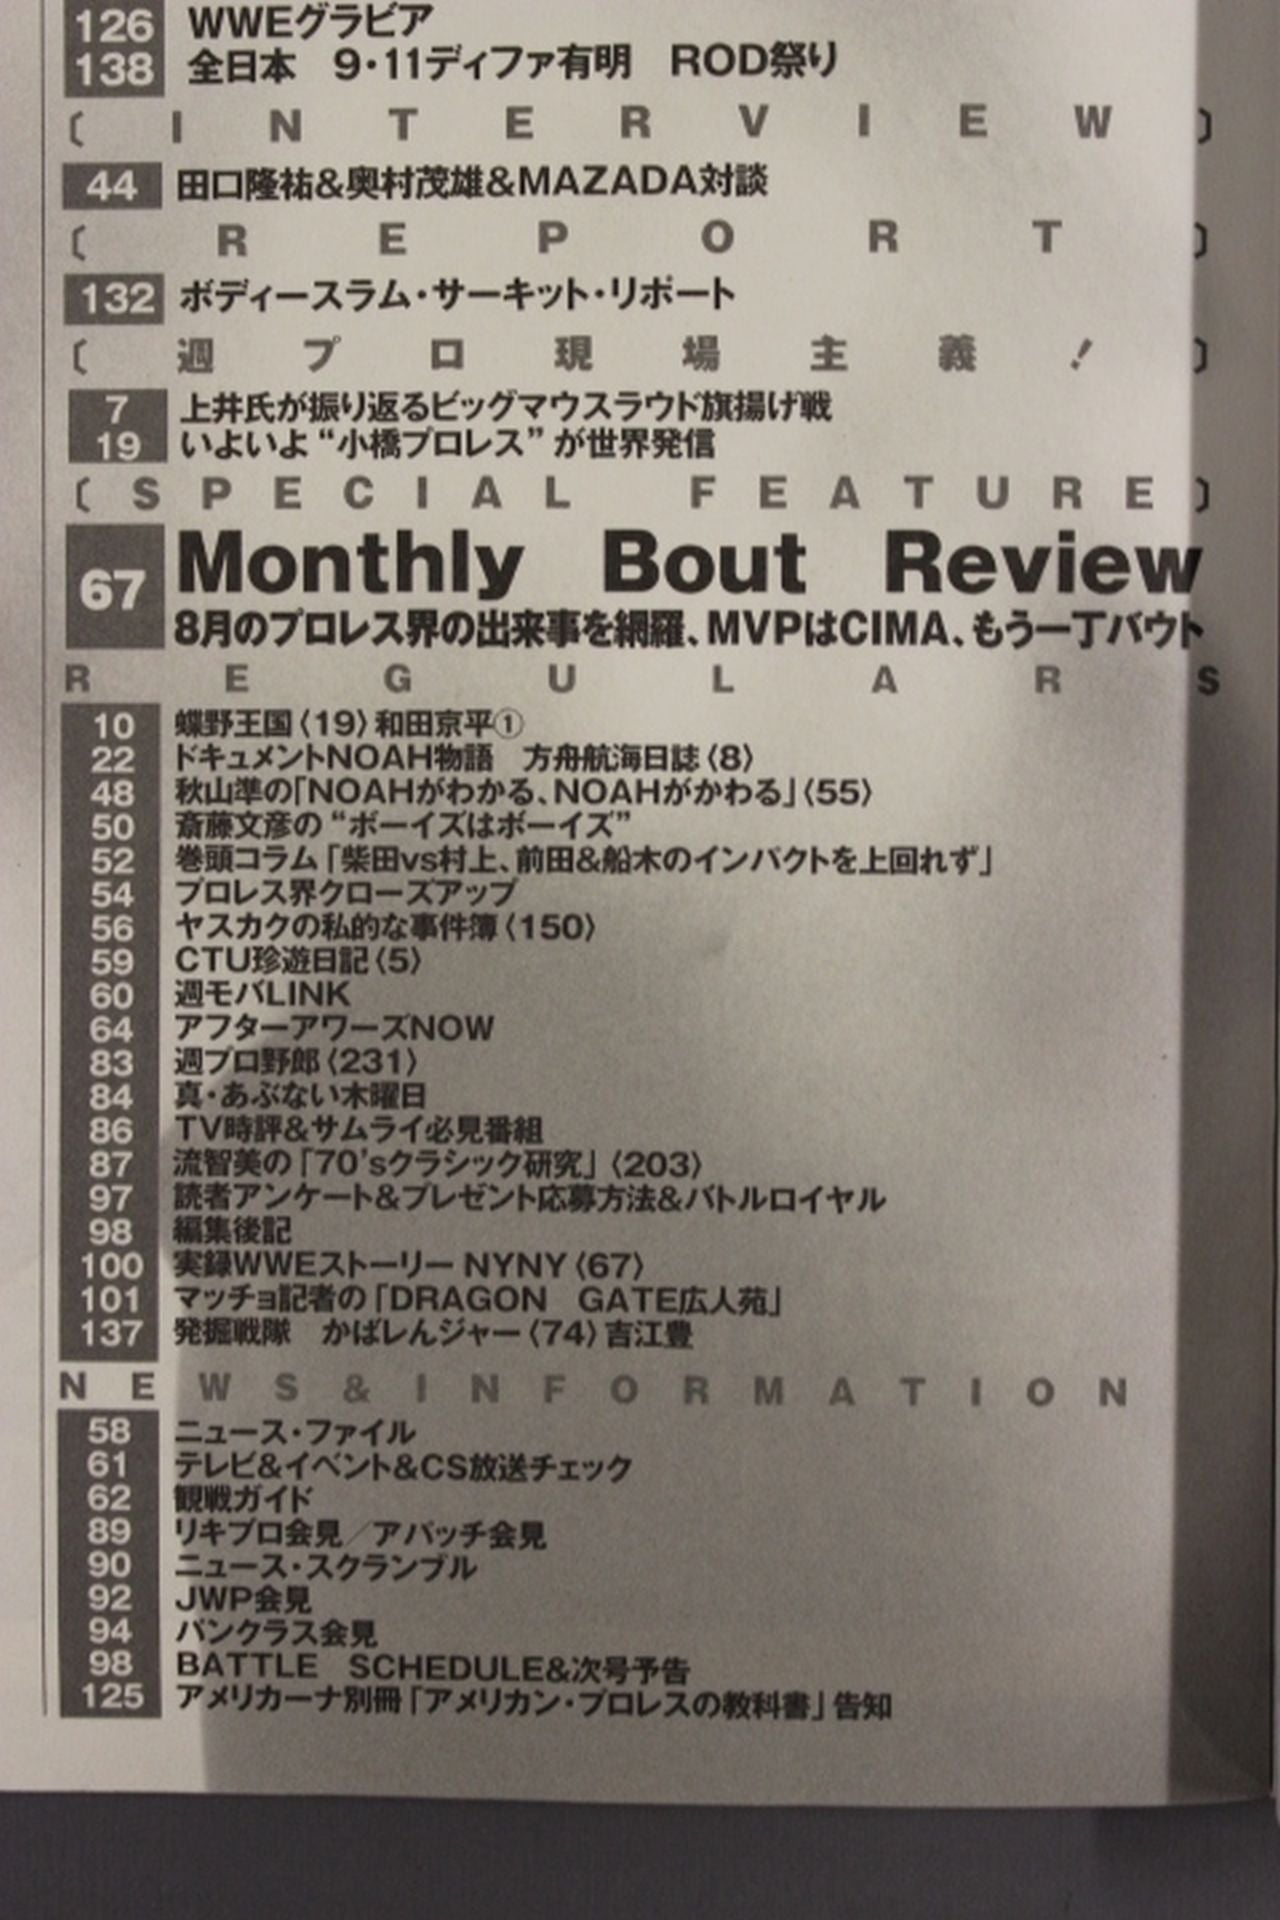 126 WWEグラビア
138 全日本　9・11ディファ有明　ROD祭り
〔INTERVIEW〕
44 田口隆祐&奥村茂雄&MAZADA対談
〔REPORT〕
132 ボディースラム・サーキット・リポート
〔週プロ現場主義！〕
7 上井氏が振り返るビッグマウスラウド旗揚げ戦
19 いよいよ“小橋プロレス”が世界発信
〔SPECIAL FEATURE〕
67 Monthly Bout Review
8月のプロレス界の出来事を網羅、MVPはCIMA、もう一丁バウト
REGULARS
10 蝶野王国〈19〉和田京平①
22 ドキュメントNOAH物語　方舟航海日誌〈8〉
48 秋山準の「NOAHがわかる、NOAHがかわる」〈55〉
50 斎藤文彦の“ボーイズはボーイズ”
52 巻頭コラム「柴田vs村上、前田&船木のインパクトを上回れず」
54 プロレス界クローズアップ
56 ヤスカクの私的な事件簿〈150〉
59 CTU珍遊日記〈5〉
60 週モバLINK
64 アフターアワーズNOW
83 週プロ野郎〈231〉
84 真・あぶない木曜日
86 TV時評&サムライ必見番組
87 流智美の「70'sクラシック研究」〈203〉
97 読者アンケート&プレゼント応募方法&バトルロイヤル
98 編集後記
100 実録WWEストーリー NYNY〈67〉
101 マッチョ記者の「DRAGON　GATE広人苑」
137 発掘戦隊　かばレんジャー〈74〉吉江豊
NEWS&INFORMATION
58 ニュース・ファイル
61 テレビ&イベント&CS放送チェック
62 観戦ガイド
89 リキプロ会見／アパッチ会見
90 ニュース・スクランブル
92 JWP会見
94 パンクラス会見
98 BATTLE　SCHEDULE&次号予告
125 アメリカーナ別冊「アメリカン・プロレスの教科書」告知